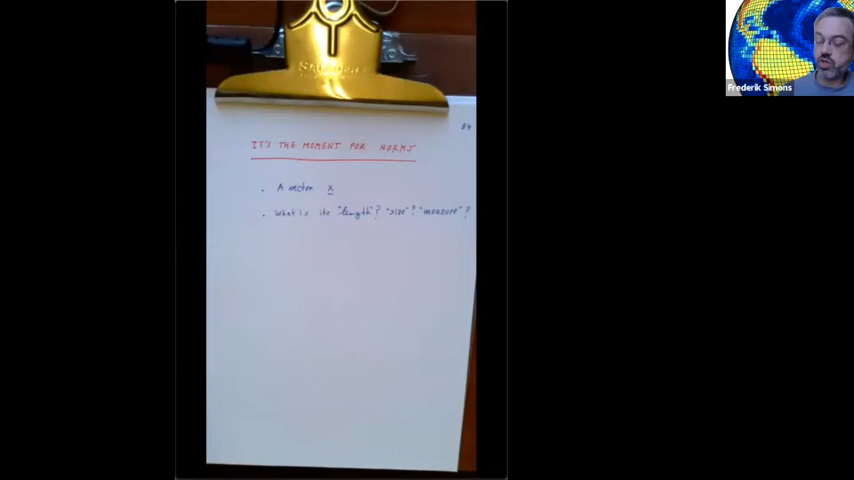 84
IT'S THE MOMENT FOR NORMS
• A vector x
• What is its "length"? "size"? "measure"?
Frederik Simons